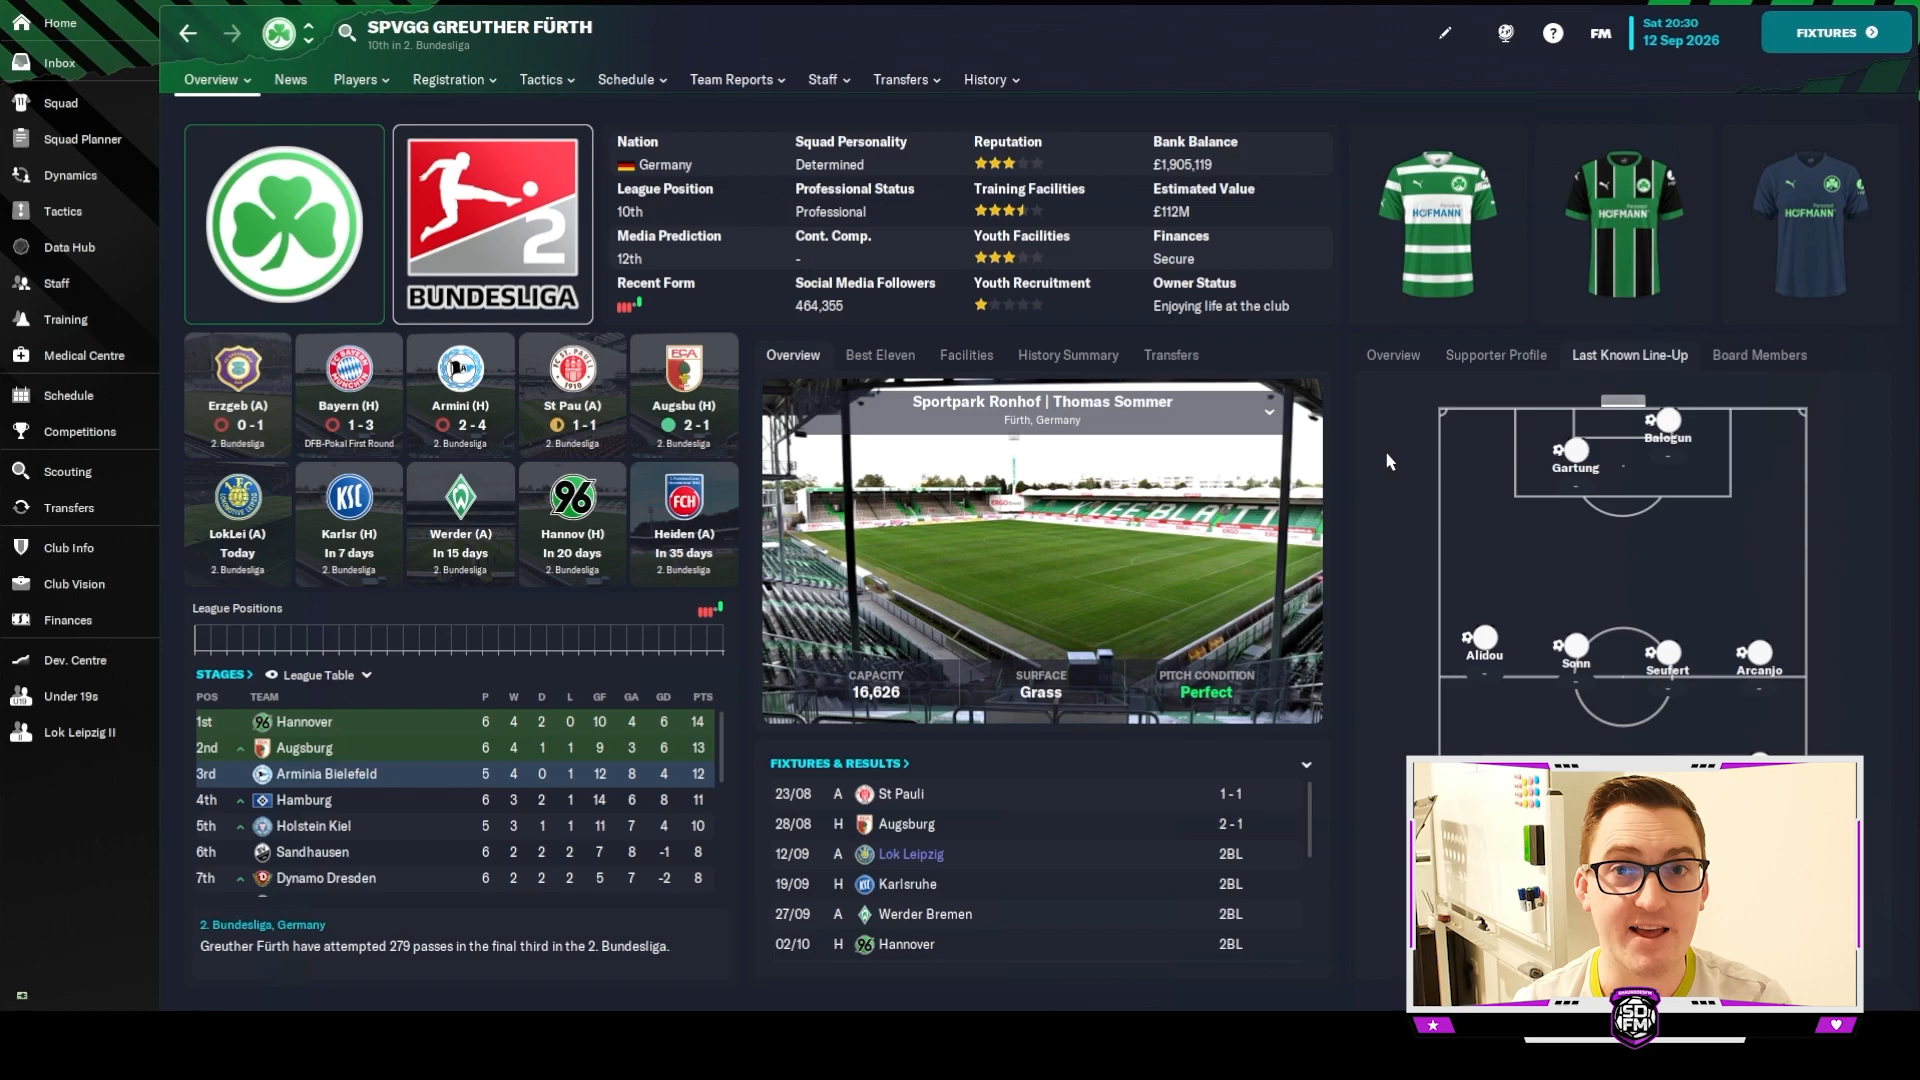 Home
Inbox
Squad
Squad Planner
Dynamics
Tactics
Data Hub
Staff
Training
Medical Centre
Schedule
Competitions
Scouting
Transfers
Club Info
Club Vision
Finances
Dev. Centre
Under 19s
Lok Leipzig II
SPVGG GREUTHER FÜRTH
10th in 2. Bundesliga
FM
Sat 20:30
12 Sep 2026
FIXTURES
Overview News Players Registration Tactics Schedule Team Reports Staff Transfers History
2
BUNDESLIGA
Nation Squad Personality Reputation Bank Balance
Germany Determined £1,905,119
League Position Professional Status Training Facilities Estimated Value
10th Professional £112M
Media Prediction Cont. Comp. Youth Facilities Finances
12th - Secure
Recent Form Social Media Followers Youth Recruitment Owner Status
464,355 Enjoying life at the club
HOFMANN HOFMANN HOFMANN
Erzgeb (A) Bayern (H) Armini (H) St Pau (A) Augsbu (H)
0 - 1 1 - 3 2 - 4 1 - 1 2 - 1
2. Bundesliga DFB-Pokal First Round 2. Bundesliga 2. Bundesliga 2. Bundesliga
LokLei (A) Karlsr (H) Werder (A) Hannov (H) Heiden (A)
Today In 7 days In 15 days In 20 days In 35 days
2. Bundesliga 2. Bundesliga 2. Bundesliga 2. Bundesliga 2. Bundesliga
League Positions
STAGES > League Table
POS TEAM P W D L GF GA GD PTS
1st Hannover 6 4 2 0 10 4 6 14
2nd Augsburg 6 4 1 1 9 3 6 13
3rd Arminia Bielefeld 5 4 0 1 12 8 4 12
4th Hamburg 6 3 2 1 14 6 8 11
5th Holstein Kiel 5 3 1 1 11 7 4 10
6th Sandhausen 6 2 2 2 7 8 -1 8
7th Dynamo Dresden 6 2 2 2 5 7 -2 8
2. Bundesliga, Germany
Greuther Fürth have attempted 279 passes in the final third in the 2. Bundesliga.
Overview Best Eleven Facilities History Summary Transfers
Sportpark Ronhof | Thomas Sommer
Fürth, Germany
KLEEBLATT
CAPACITY SURFACE PITCH CONDITION
16,626 Grass Perfect
FIXTURES & RESULTS >
23/08 A St Pauli 1 - 1
28/08 H Augsburg 2 - 1
12/09 A Lok Leipzig 2BL
19/09 H Karlsruhe 2BL
27/09 A Werder Bremen 2BL
02/10 H Hannover 2BL
Overview Supporter Profile Last Known Line-Up Board Members
Balogun
-
Gartung
-
Alidou Sonn Seufert Arcanjo
- - - -
SD
FM